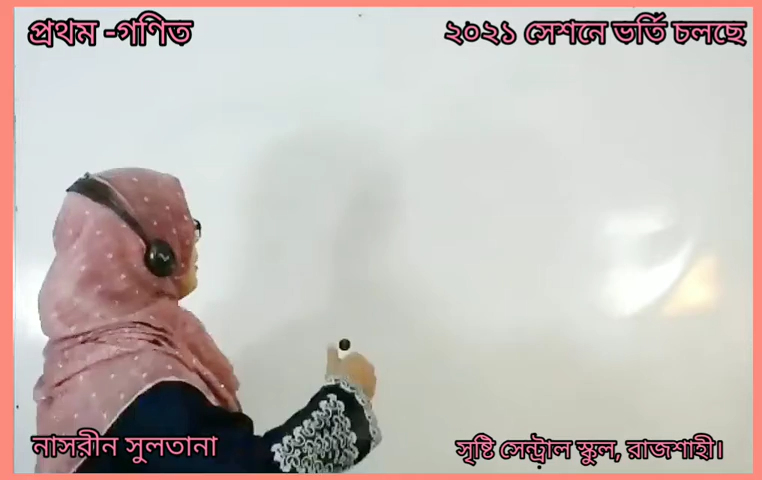 প্রথম -গণিত
২০২১ সেশনে ভর্তি চলছে
নাসরীন সুলতানা
সৃষ্টি সেন্ট্রাল স্কুল, রাজশাহী।